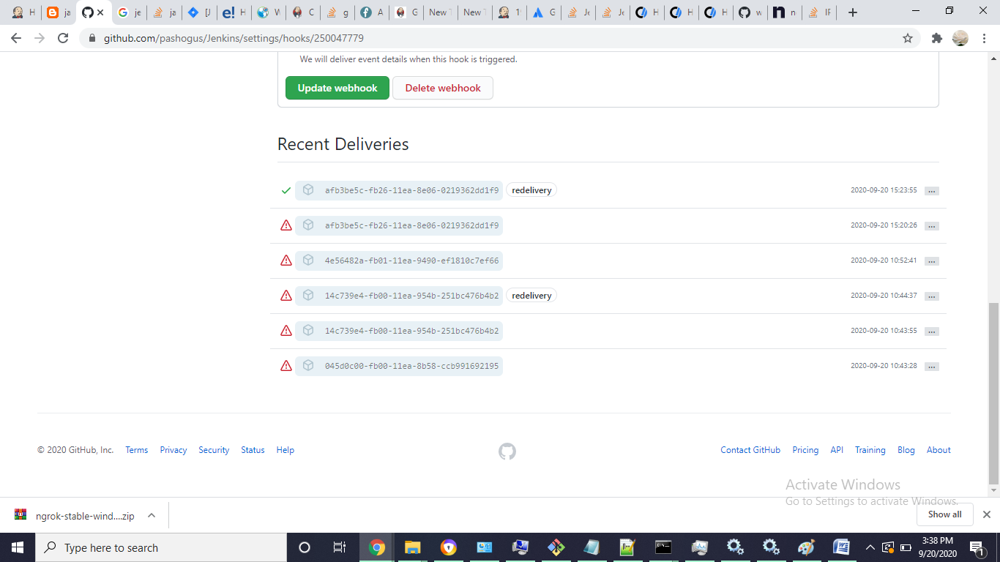 H
ja
je
ja
[J
H
W
C
g
A
G
New T
New T
1
G
Je
Je
H
H
H
w
n
IF
github.com/pashogus/Jenkins/settings/hooks/250047779
We will deliver event details when this hook is triggered.
Update webhook Delete webhook
Recent Deliveries
afb3be5c-fb26-11ea-8e06-0219362dd1f9 redelivery 2020-09-20 15:23:55 ...
afb3be5c-fb26-11ea-8e06-0219362dd1f9 2020-09-20 15:20:26 ...
4e56482a-fb01-11ea-9490-ef1810c7ef66 2020-09-20 10:52:41 ...
14c739e4-fb00-11ea-954b-251bc476b4b2 redelivery 2020-09-20 10:44:37 ...
14c739e4-fb00-11ea-954b-251bc476b4b2 2020-09-20 10:43:55 ...
045d0c00-fb00-11ea-8b58-ccb991692195 2020-09-20 10:43:28 ...
© 2020 GitHub, Inc. Terms Privacy Security Status Help Contact GitHub Pricing API Training Blog About
Activate Windows
Go to Settings to activate Windows.
ngrok-stable-wind....zip Show all
Type here to search
3:38 PM
9/20/2020
1